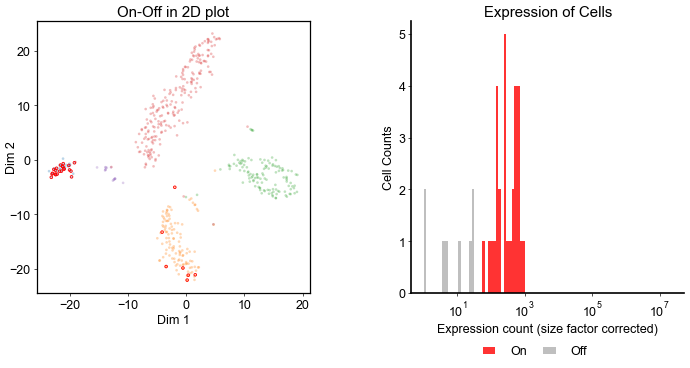 On-Off in 2D plot
Dim 2
20
10
0
−10
−20
−20 −10 0 10 20
Dim 1
Expression of Cells
Cell Counts
5
4
3
2
1
0
10^1 10^3 10^5 10^7
Expression count (size factor corrected)
On Off